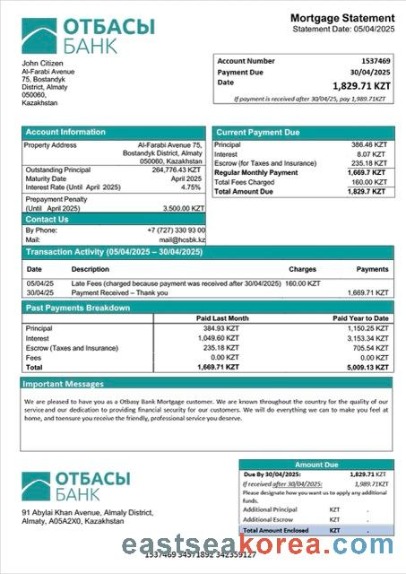 ОТБАСЫ
БАНК
Mortgage Statement
Statement Date: 05/04/2025
John Citizen
Al-Farabi Avenue
75, Bostandyk
District, Almaty
050060,
Kazakhstan
Account Number 1537469
Payment Due 30/04/2025
Date
1,829.71 KZT
If payment is received after 30/04/25, pay 1,989.71KZT
Account Information
Property Address Al-Farabi Avenue 75,
Bostandyk District, Almaty
050060, Kazakhstan
Outstanding Principal 264,776.43 KZT
Maturity Date April 2025
Interest Rate (Until April 2025) 4.75%
Prepayment Penalty
(Until April 2025) 3,500.00 KZT
Contact Us
By Phone: +7 (727) 330 93 00
Mail: mail@hcsbk.kz
Current Payment Due
Principal 386.46 KZT
Interest 8.07 KZT
Escrow (for Taxes and Insurance) 235.18 KZT
Regular Monthly Payment 1,669.7 KZT
Total Fees Charged 160.00 KZT
Total Amount Due 1,829.7 KZT
Transaction Activity (05/04/2025 – 30/04/2025)
Date Description Charges Payments
05/04/25 Late Fees (charged because payment was received after 30/04/2025) 160.00 KZT
30/04/25 Payment Received – Thank you 1,669.71 KZT
Past Payments Breakdown
Paid Last Month Paid Year to Date
Principal 384.93 KZT 1,150.25 KZT
Interest 1,049.60 KZT 3,153.34 KZT
Escrow (Taxes and Insurance) 235.18 KZT 705.54 KZT
Fees 0.00 KZT 0.00 KZT
Total 1,669.71 KZT 5,009.13 KZT
Important Messages
We are pleased to have you as a Otbasy Bank Mortgage customer. We are known throughout the country for the quality of our
service and our dedication to providing financial security for our customers. We will do everything we can to make you feel at
home, and toensure you receive the friendly, professional service you deserve.
ОТБАСЫ
БАНК
91 Abylai Khan Avenue, Almaly District,
Almaty, A05A2X0, Kazakhstan
Amount Due
Due By 30/04/2025: 1,829.71 KZT
If received after 30/04/2025: 1,989.71KZT
Please designate how you want us to apply any additional
funds.
Additional Principal KZT -
Additional Escrow KZT -
Total Amount Enclosed KZT -
eastseakorea.com
1537469 34571892 342359127